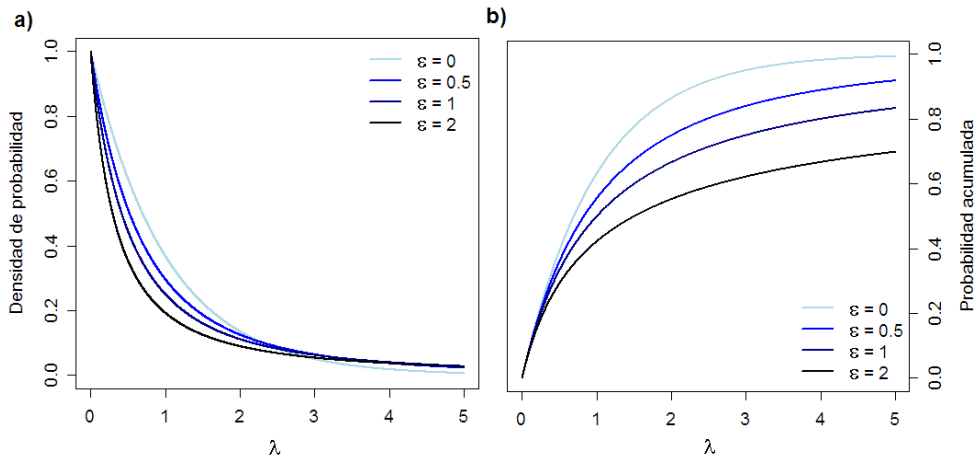 a)
Densidad de probabilidad
0.0 0.2 0.4 0.6 0.8 1.0
ε = 0
ε = 0.5
ε = 1
ε = 2
0 1 2 3 4 5
λ
b)
ε = 0
ε = 0.5
ε = 1
ε = 2
0 1 2 3 4 5
λ
0.0 0.2 0.4 0.6 0.8 1.0
Probabilidad acumulada